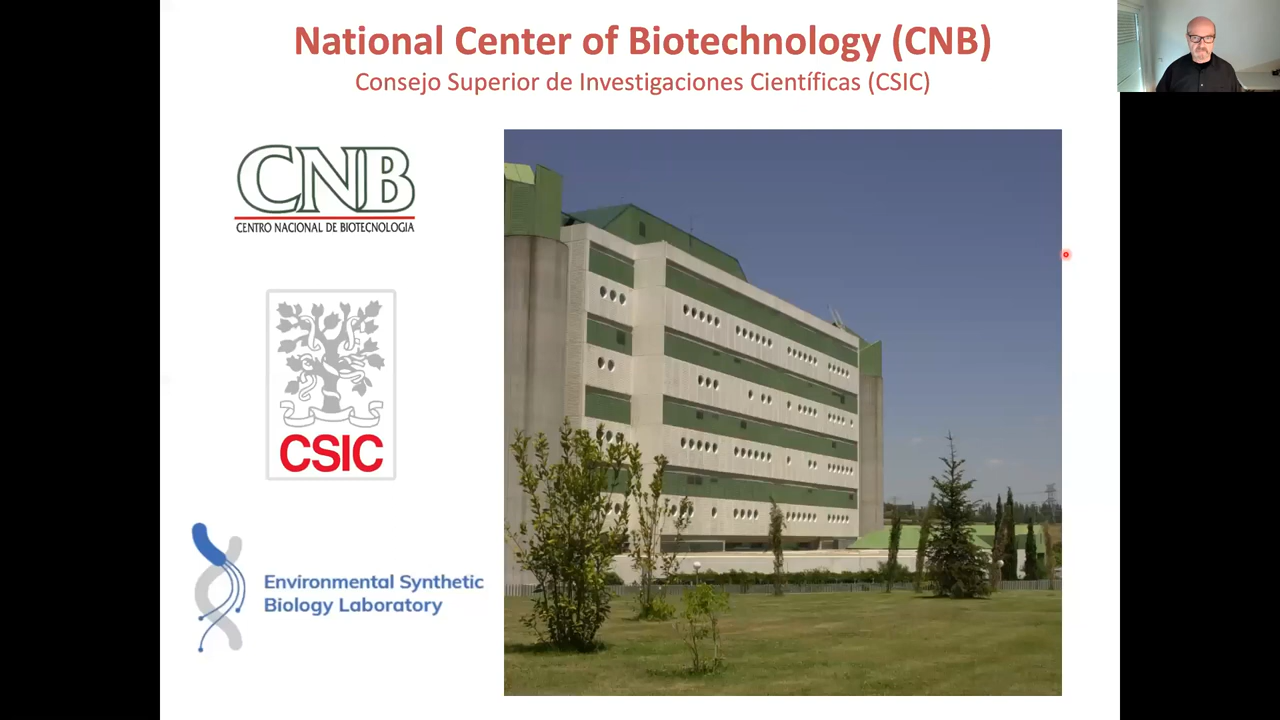 National Center of Biotechnology (CNB)
Consejo Superior de Investigaciones Científicas (CSIC)
CNB
CENTRO NACIONAL DE BIOTECNOLOGIA
CSIC
Environmental Synthetic
Biology Laboratory